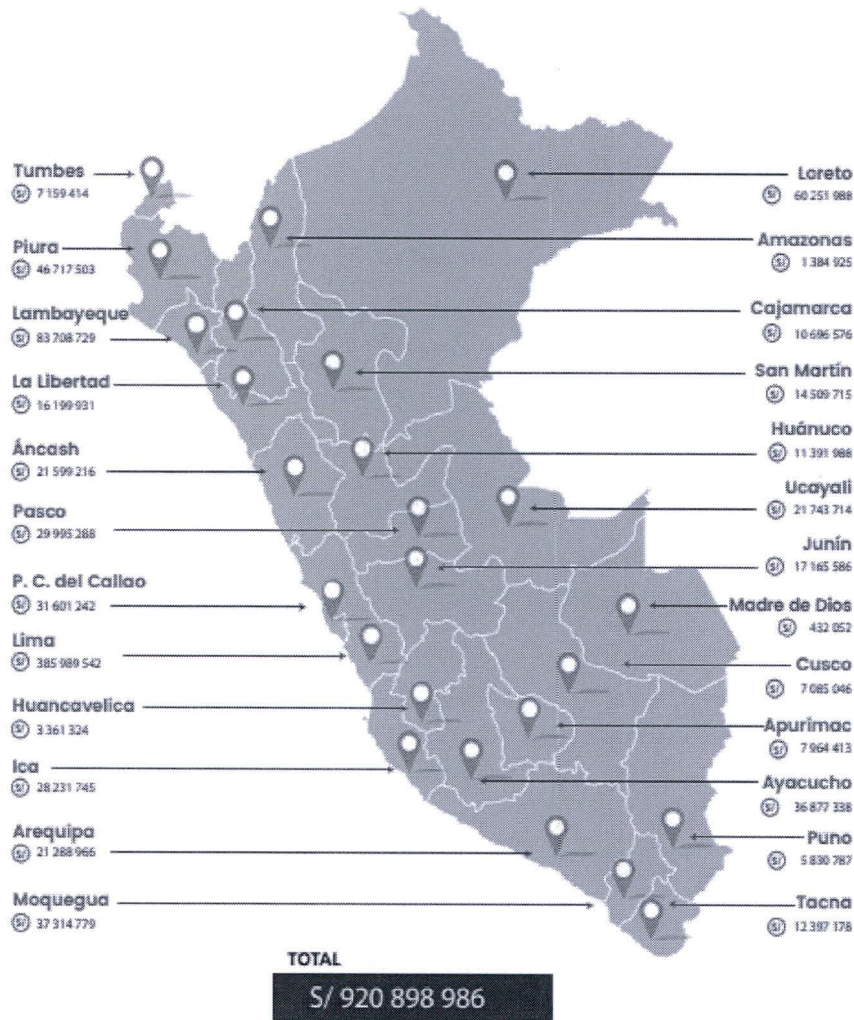 Tumbes
S/ 7 159 414
Piura
S/ 46 717 503
Lambayeque
S/ 83 708 729
La Libertad
S/ 16 199 931
Áncash
S/ 21 599 216
Pasco
S/ 29 995 288
P. C. del Callao
S/ 31 601 242
Lima
S/ 385 989 542
Huancavelica
S/ 3 361 324
Ica
S/ 28 231 745
Arequipa
S/ 21 288 966
Moquegua
S/ 37 314 779
Loreto
S/ 60 251 988
Amazonas
S/ 1 384 925
Cajamarca
S/ 10 696 576
San Martín
S/ 14 509 715
Huánuco
S/ 11 391 988
Ucayali
S/ 21 743 714
Junín
S/ 17 165 586
Madre de Dios
S/ 432 052
Cusco
S/ 7 085 046
Apurímac
S/ 7 964 413
Ayacucho
S/ 36 877 338
Puno
S/ 5 830 787
Tacna
S/ 12 397 178
TOTAL
S/ 920 898 986